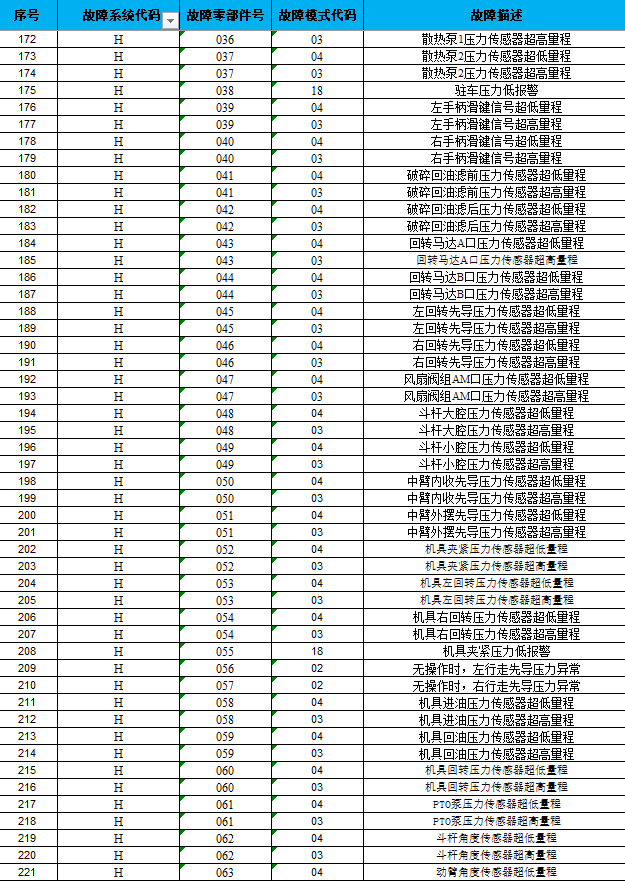 序号 故障系统代码 故障零部件号 故障模式代码 故障描述
172 H 036 03 散热泵1压力传感器超高量程
173 H 037 04 散热泵2压力传感器超低量程
174 H 037 03 散热泵2压力传感器超高量程
175 H 038 18 驻车压力低报警
176 H 039 04 左手柄滑键信号超低量程
177 H 039 03 左手柄滑键信号超高量程
178 H 040 04 右手柄滑键信号超低量程
179 H 040 03 右手柄滑键信号超高量程
180 H 041 04 破碎回油滤前压力传感器超低量程
181 H 041 03 破碎回油滤前压力传感器超高量程
182 H 042 04 破碎回油滤后压力传感器超低量程
183 H 042 03 破碎回油滤后压力传感器超高量程
184 H 043 04 回转马达A口压力传感器超低量程
185 H 043 03 回转马达A口压力传感器超高量程
186 H 044 04 回转马达B口压力传感器超低量程
187 H 044 03 回转马达B口压力传感器超高量程
188 H 045 04 左回转先导压力传感器超低量程
189 H 045 03 左回转先导压力传感器超高量程
190 H 046 04 右回转先导压力传感器超低量程
191 H 046 03 右回转先导压力传感器超高量程
192 H 047 04 风扇阀组AM口压力传感器超低量程
193 H 047 03 风扇阀组AM口压力传感器超高量程
194 H 048 04 斗杆大腔压力传感器超低量程
195 H 048 03 斗杆大腔压力传感器超高量程
196 H 049 04 斗杆小腔压力传感器超低量程
197 H 049 03 斗杆小腔压力传感器超高量程
198 H 050 04 中臂内收先导压力传感器超低量程
199 H 050 03 中臂内收先导压力传感器超高量程
200 H 051 04 中臂外摆先导压力传感器超低量程
201 H 051 03 中臂外摆先导压力传感器超高量程
202 H 052 04 机具夹紧压力传感器超低量程
203 H 052 03 机具夹紧压力传感器超高量程
204 H 053 04 机具左回转压力传感器超低量程
205 H 053 03 机具左回转压力传感器超高量程
206 H 054 04 机具右回转压力传感器超低量程
207 H 054 03 机具右回转压力传感器超高量程
208 H 055 18 机具夹紧压力低报警
209 H 056 02 无操作时，左行走先导压力异常
210 H 057 02 无操作时，右行走先导压力异常
211 H 058 04 机具进油压力传感器超低量程
212 H 058 03 机具进油压力传感器超高量程
213 H 059 04 机具回油压力传感器超低量程
214 H 059 03 机具回油压力传感器超高量程
215 H 060 04 机具回转压力传感器超低量程
216 H 060 03 机具回转压力传感器超高量程
217 H 061 04 PTO泵压力传感器超低量程
218 H 061 03 PTO泵压力传感器超高量程
219 H 062 04 斗杆角度传感器超低量程
220 H 062 03 斗杆角度传感器超高量程
221 H 063 04 动臂角度传感器超低量程